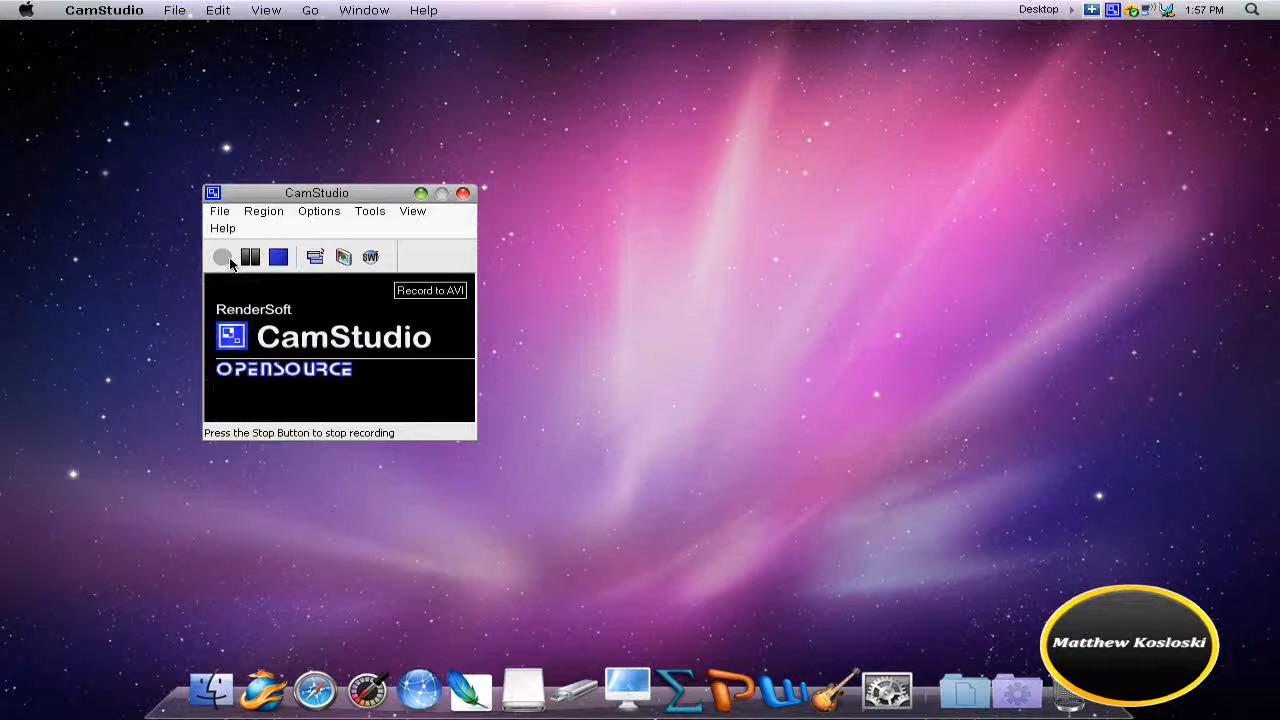 CamStudio File Edit View Go Window Help
Desktop 1:57 PM
CamStudio
File Region Options Tools View
Help
SWF
Record to AVI
RenderSoft
CamStudio
OPENSOURCE
Press the Stop Button to stop recording
Matthew Kosloski